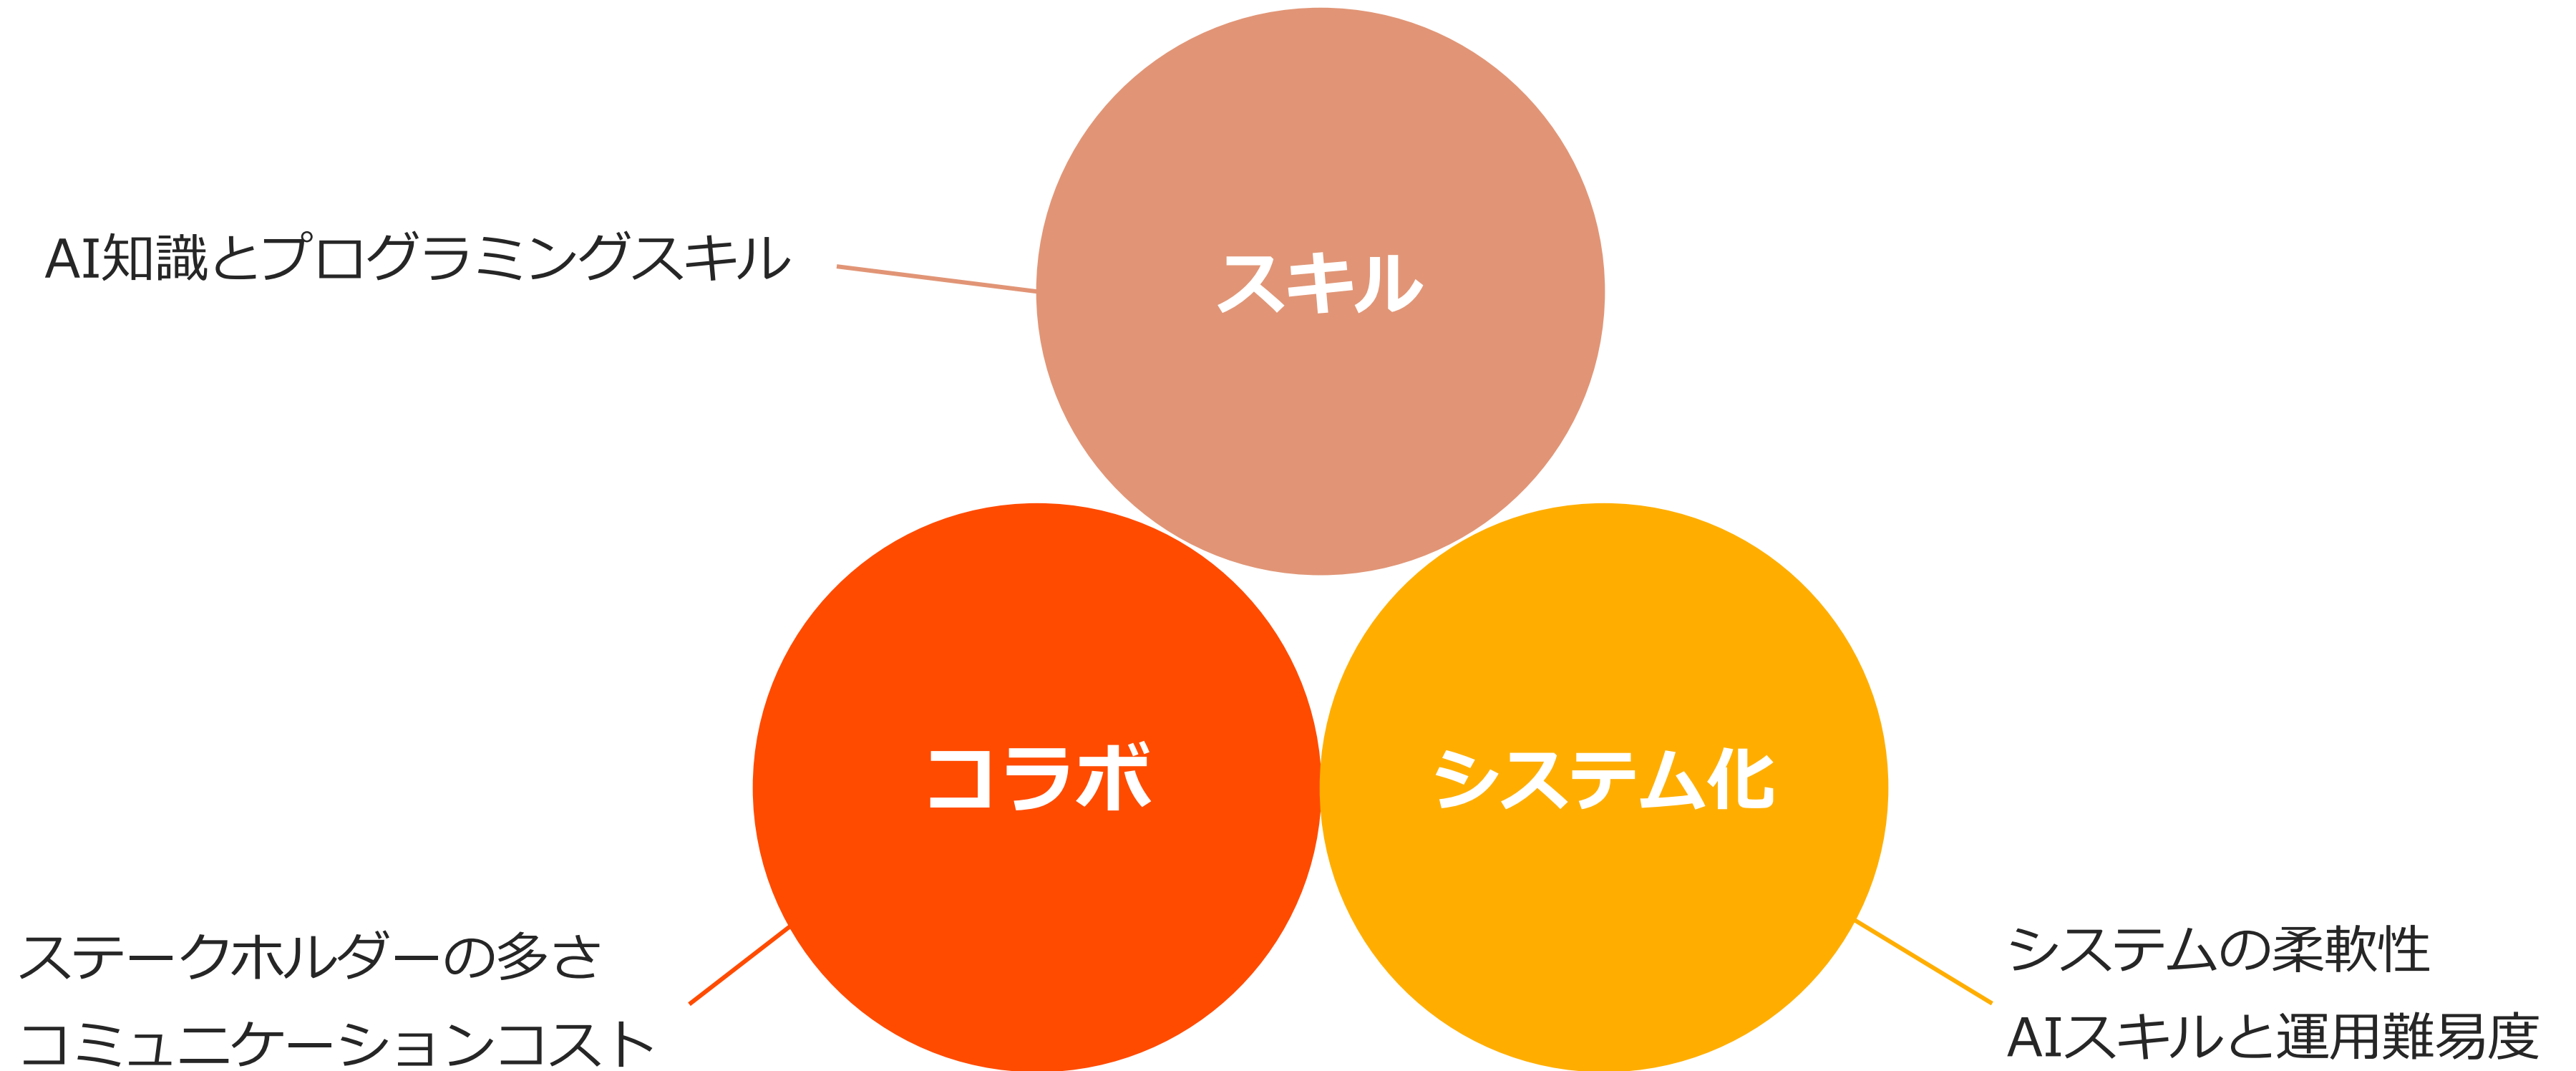 AI知識とプログラミングスキル
スキル
コラボ
システム化
ステークホルダーの多さ
コミュニケーションコスト
システムの柔軟性
AIスキルと運用難易度